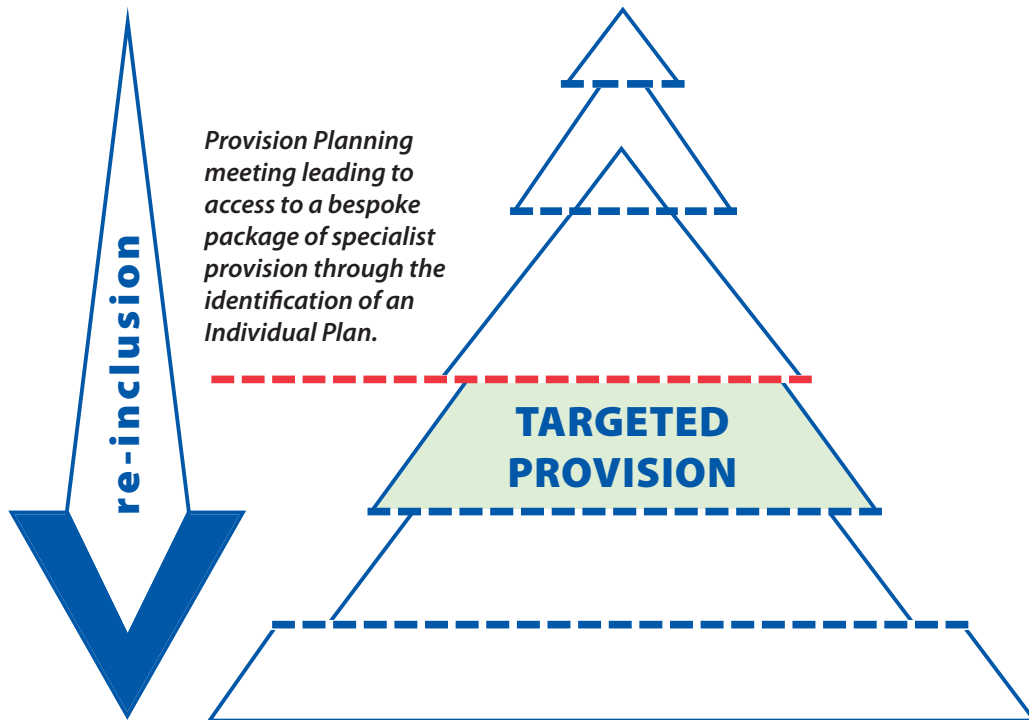 Provision Planning
meeting leading to
access to a bespoke
package of specialist
provision through the
identification of an
Individual Plan.
re-inclusion
TARGETED
PROVISION